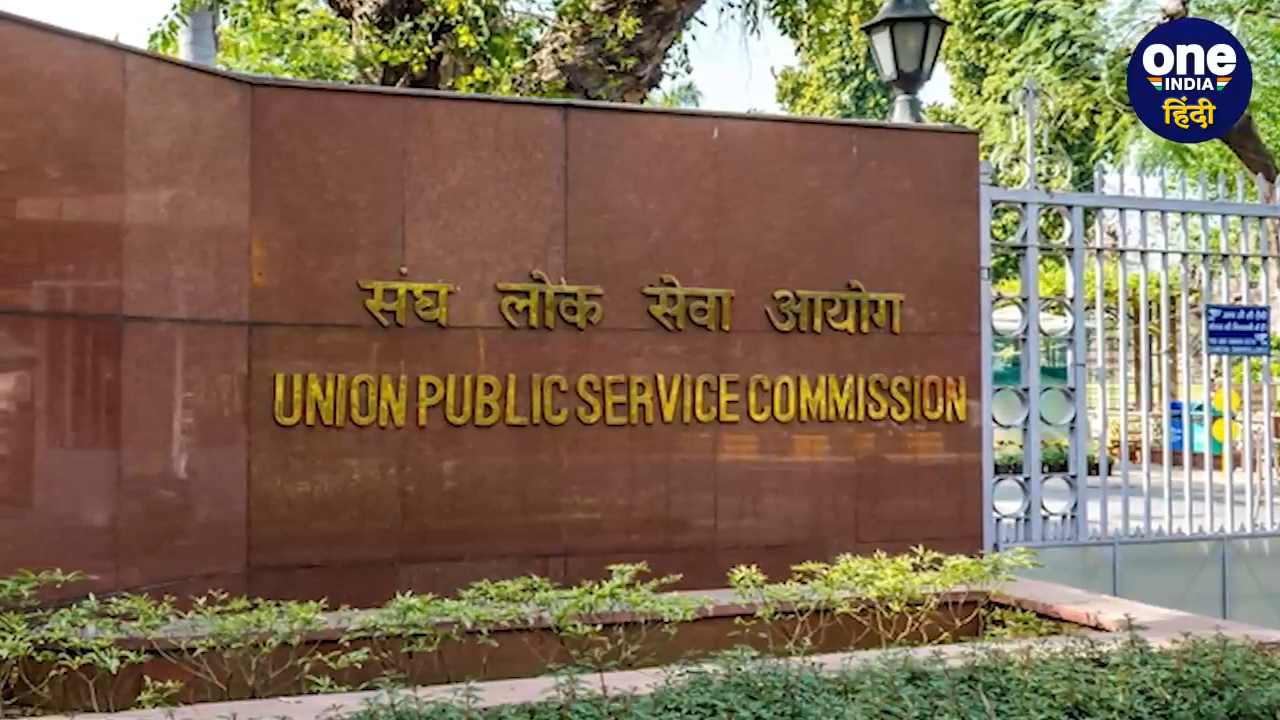 one
INDIA
हिंदी
संघ लोक सेवा आयोग
UNION PUBLIC SERVICE COMMISSION